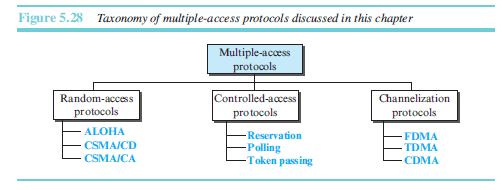 Figure 5.28 Taxonomy of multiple-access protocols discussed in this chapter
Multiple-access
protocols
Random-access
protocols
ALOHA
CSMA/CD
CSMA/CA
Controlled-access
protocols
Reservation
Polling
Token passing
Channelization
protocols
FDMA
TDMA
CDMA